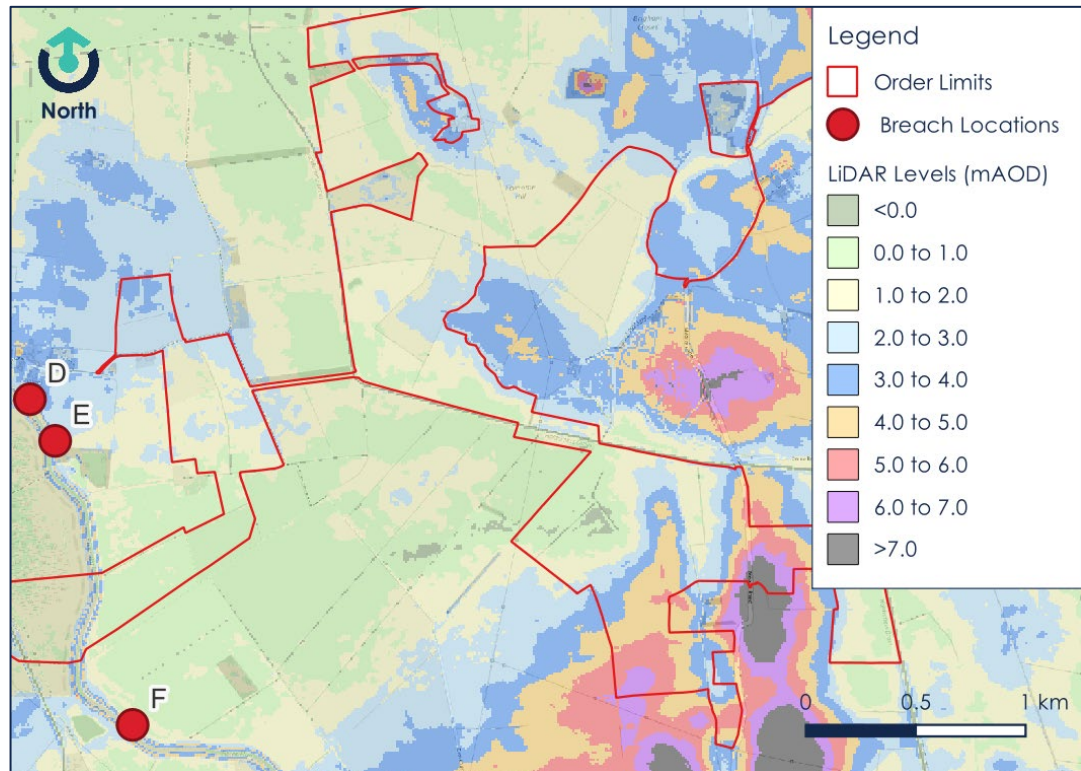 North
D
E
F
Legend
Order Limits
Breach Locations
LiDAR Levels (mAOD)
<0.0
0.0 to 1.0
1.0 to 2.0
2.0 to 3.0
3.0 to 4.0
4.0 to 5.0
5.0 to 6.0
6.0 to 7.0
>7.0
0 0.5 1 km